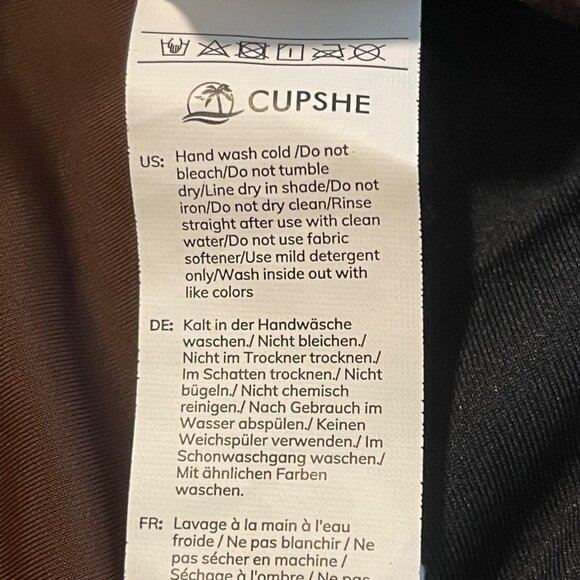 CUPSHE
US: Hand wash cold /Do not
bleach/Do not tumble
dry/Line dry in shade/Do not
iron/Do not dry clean/Rinse
straight after use with clean
water/Do not use fabric
softener/Use mild detergent
only/Wash inside out with
like colors
DE: Kalt in der Handwäsche
waschen./ Nicht bleichen./
Nicht im Trockner trocknen./
Im Schatten trocknen./ Nicht
bügeln./ Nicht chemisch
reinigen./ Nach Gebrauch im
Wasser abspülen./ Keinen
Weichspüler verwenden./ Im
Schonwaschgang waschen./
Mit ähnlichen Farben
waschen.
FR: Lavage à la main à l'eau
froide / Ne pas blanchir / Ne
pas sécher en machine /
Séchage à l'ombre / Ne pas